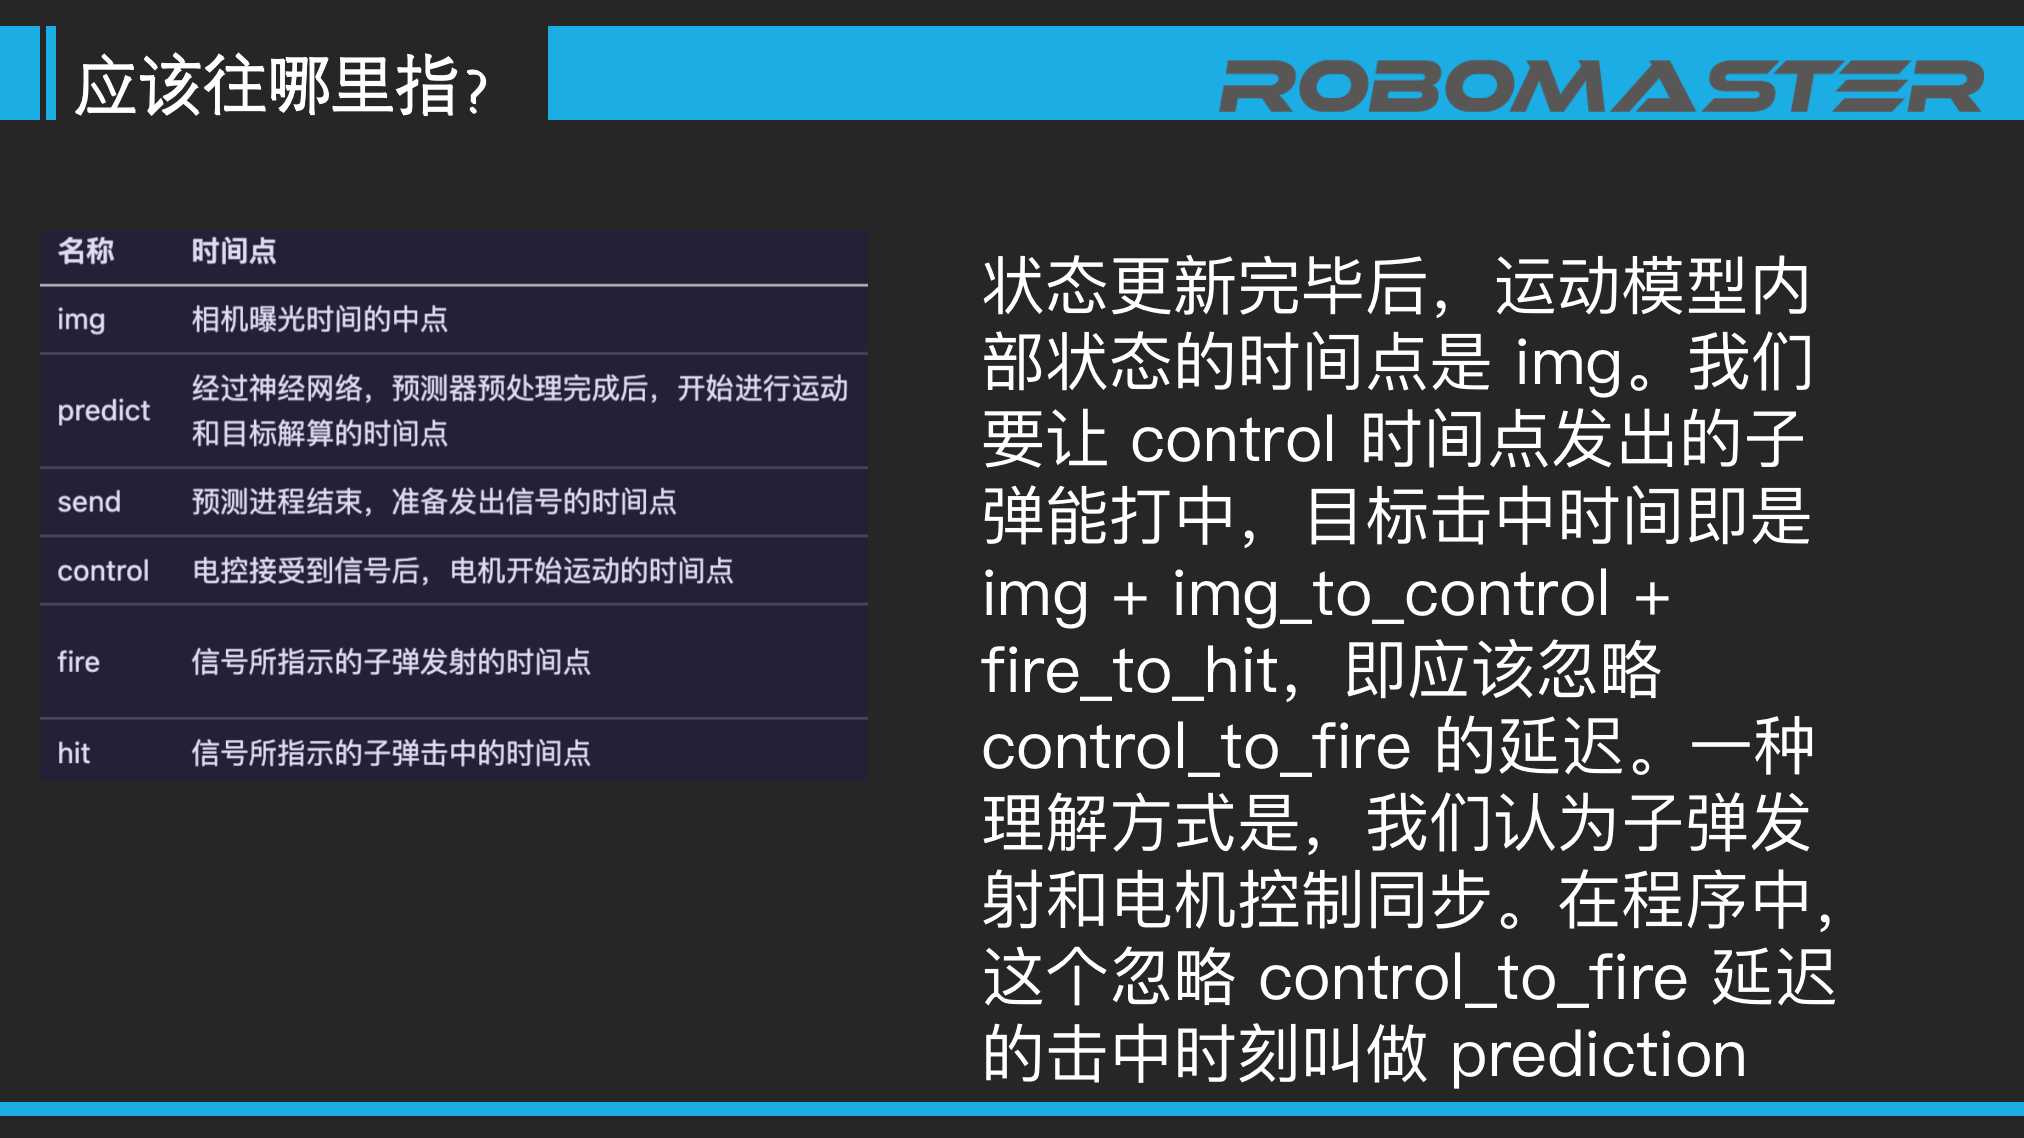 应该往哪里指？
ROBOMASTER
名称 时间点
img 相机曝光时间的中点
predict 经过神经网络，预测器预处理完成后，开始进行运动
和目标解算的时间点
send 预测进程结束，准备发出信号的时间点
control 电控接受到信号后，电机开始运动的时间点
fire 信号所指示的子弹发射的时间点
hit 信号所指示的子弹击中的时间点
状态更新完毕后，运动模型内
部状态的时间点是 img。我们
要让 control 时间点发出的子
弹能打中，目标击中时间即是
img + img_to_control +
fire_to_hit，即应该忽略
control_to_fire 的延迟。一种
理解方式是，我们认为子弹发
射和电机控制同步。在程序中，
这个忽略 control_to_fire 延迟
的击中时刻叫做 prediction